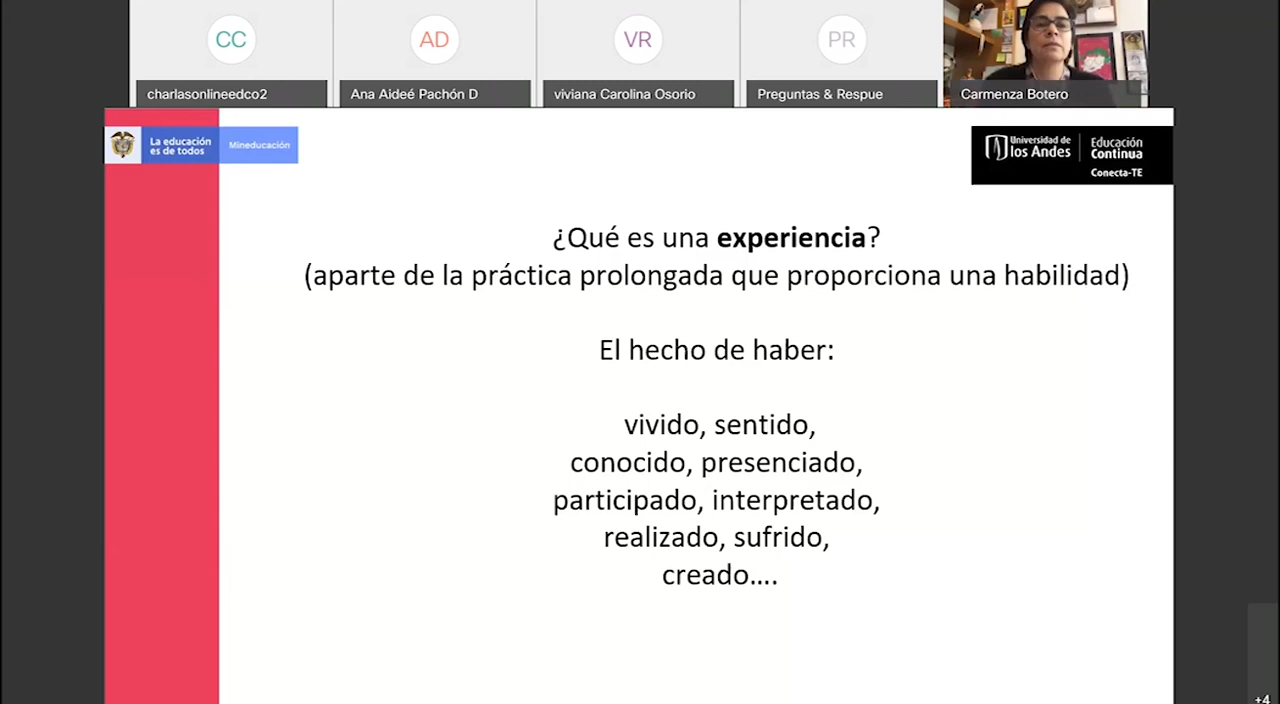 CC
AD
VR
PR
charlasonlineedco2
Ana Aideé Pachón D
viviana Carolina Osorio
Preguntas & Respue
Carmenza Botero
La educación
es de todos
Mineducación
Universidad de
los Andes
Educación
Continua
Conecta-TE
¿Qué es una experiencia?
(aparte de la práctica prolongada que proporciona una habilidad)
El hecho de haber:
vivido, sentido,
conocido, presenciado,
participado, interpretado,
realizado, sufrido,
creado....
+4